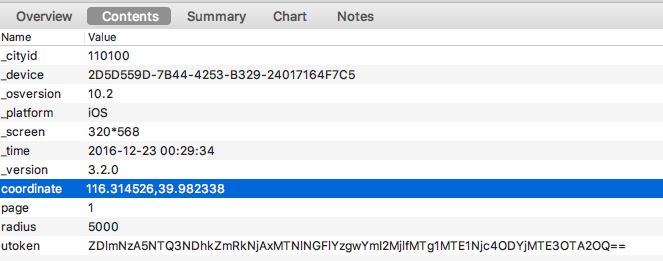 Overview Contents Summary Chart Notes
Name Value
_cityid 110100
_device 2D5D559D-7B44-4253-B329-24017164F7C5
_osversion 10.2
_platform iOS
_screen 320*568
_time 2016-12-23 00:29:34
_version 3.2.0
coordinate 116.314526,39.982338
page 1
radius 5000
utoken ZDlmNzA5NTQ3NDhkZmRkNjAxMTNlNGFlYzgwYmI2MjlfMTg1MTE1Njc4ODYjMTE3OTA2OQ==